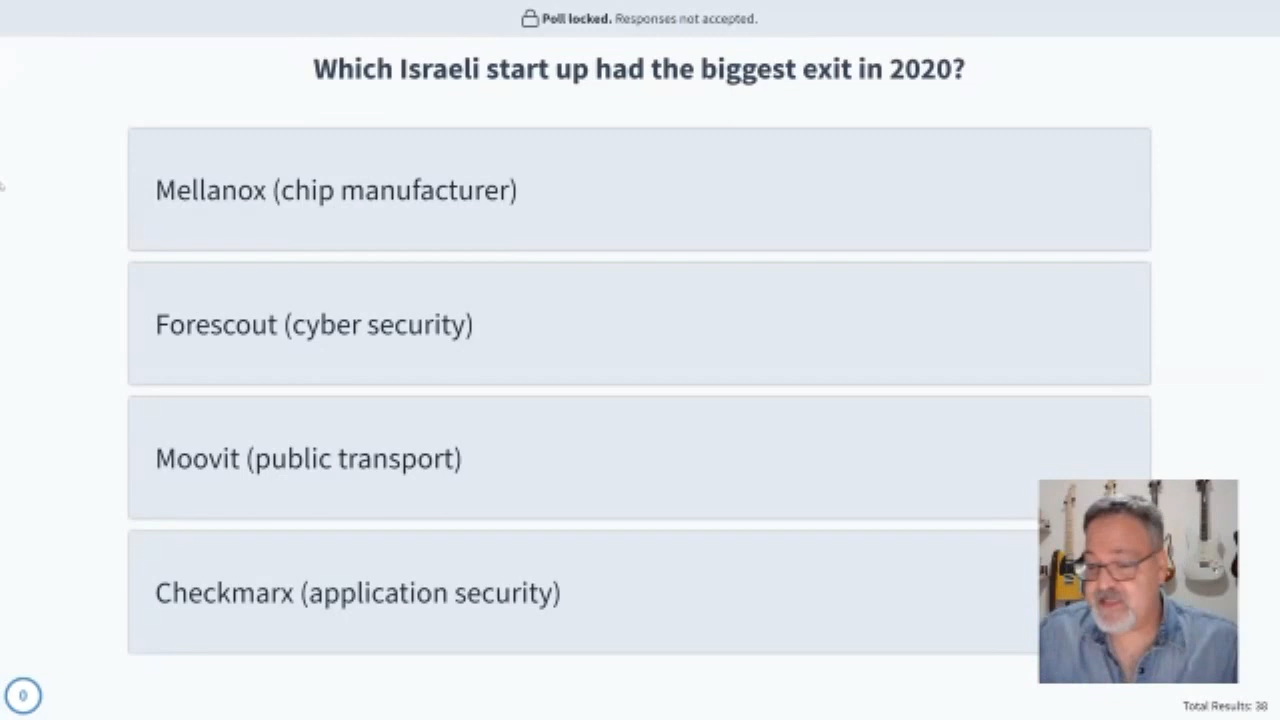 Poll locked. Responses not accepted.
Which Israeli start up had the biggest exit in 2020?
Mellanox (chip manufacturer)
Forescout (cyber security)
Moovit (public transport)
Checkmarx (application security)
0
Total Results: 38